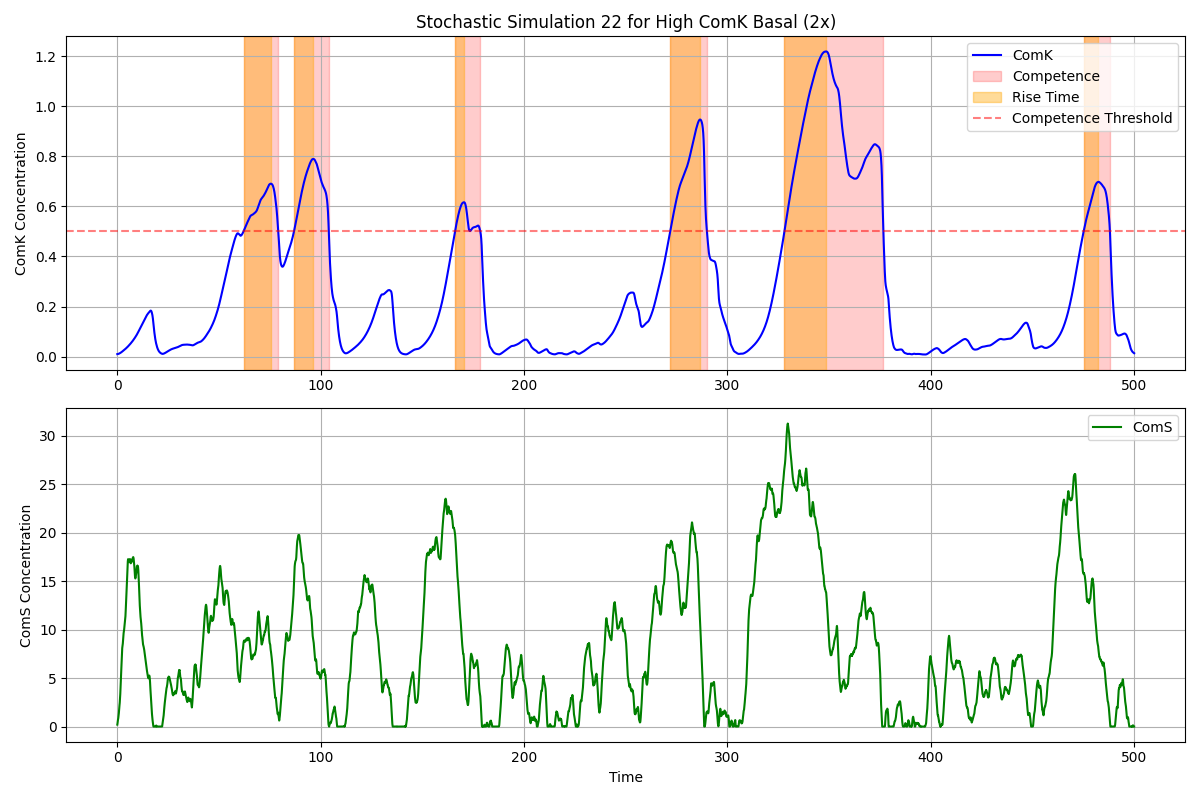 Stochastic Simulation 22 for High ComK Basal (2x)
ComK Concentration
1.2
1.0
0.8
0.6
0.4
0.2
0.0
ComK
Competence
Rise Time
Competence Threshold
0 100 200 300 400 500
ComS Concentration
30
25
20
15
10
5
0
ComS
0 100 200 300 400 500
Time